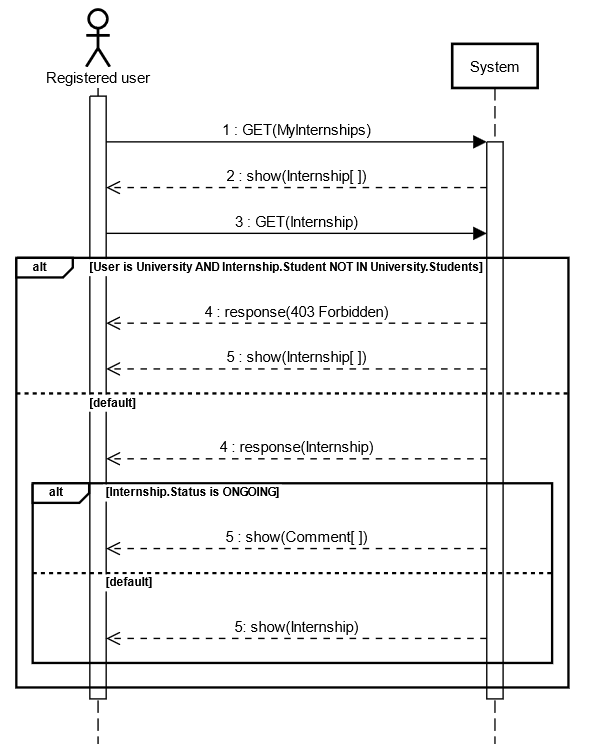 Registered user
System
1 : GET(MyInternships)
2 : show(Internship[ ])
3 : GET(Internship)
alt
[User is University AND Internship.Student NOT IN University.Students]
4 : response(403 Forbidden)
5 : show(Internship[ ])
[default]
4 : response(Internship)
alt
[Internship.Status is ONGOING]
5 : show(Comment[ ])
[default]
5: show(Internship)